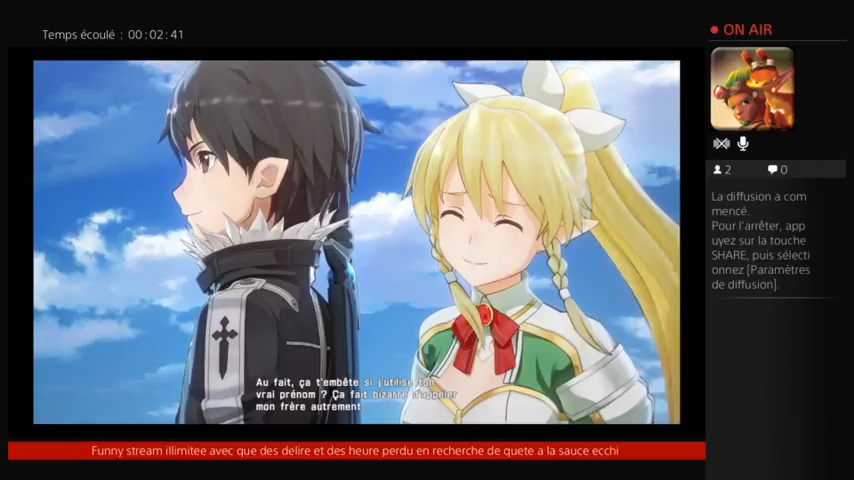 Temps écoulé : 00:02:41
ON AIR
2
0
La diffusion a com
mencé.
Pour l'arrêter, app
uyez sur la touche
SHARE, puis sélecti
onnez [Paramètres
de diffusion].
Au fait, ça t'embête si j'utilise ton
vrai prénom ? Ça fait bizarre d'appeler
mon frère autrement.
Funny stream illimitee avec que des delire et des heure perdu en recherche de quete a la sauce ecchi